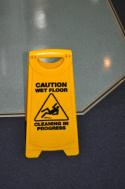 CAUTION
WET FLOOR
CLEANING IN
PROGRESS